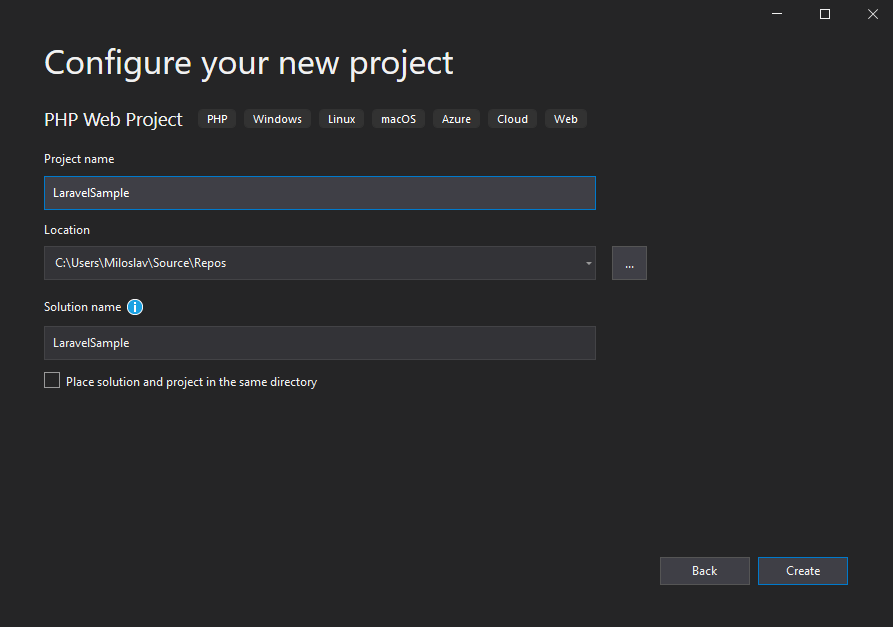 Configure your new project
PHP Web Project PHP Windows Linux macOS Azure Cloud Web
Project name
LaravelSample
Location
C:\Users\Miloslav\Source\Repos
...
Solution name
LaravelSample
Place solution and project in the same directory
Back Create